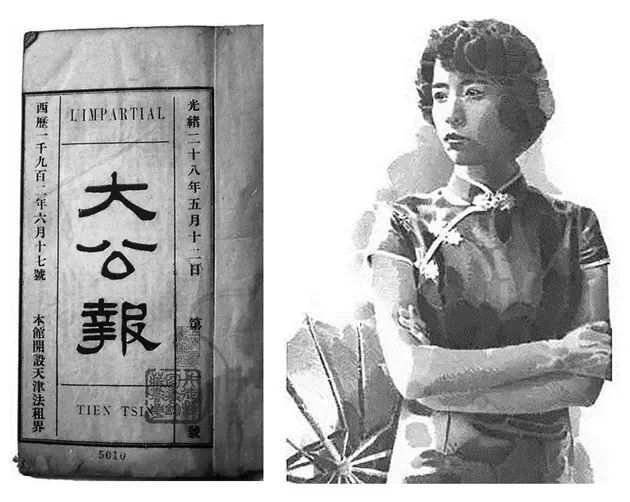 光緒二十八年五月十二日 第 號
L'IMPARTIAL
大公報
TIEN TSIN
西歷一千九百二年六月十七號 本館開設天津法租界
5610